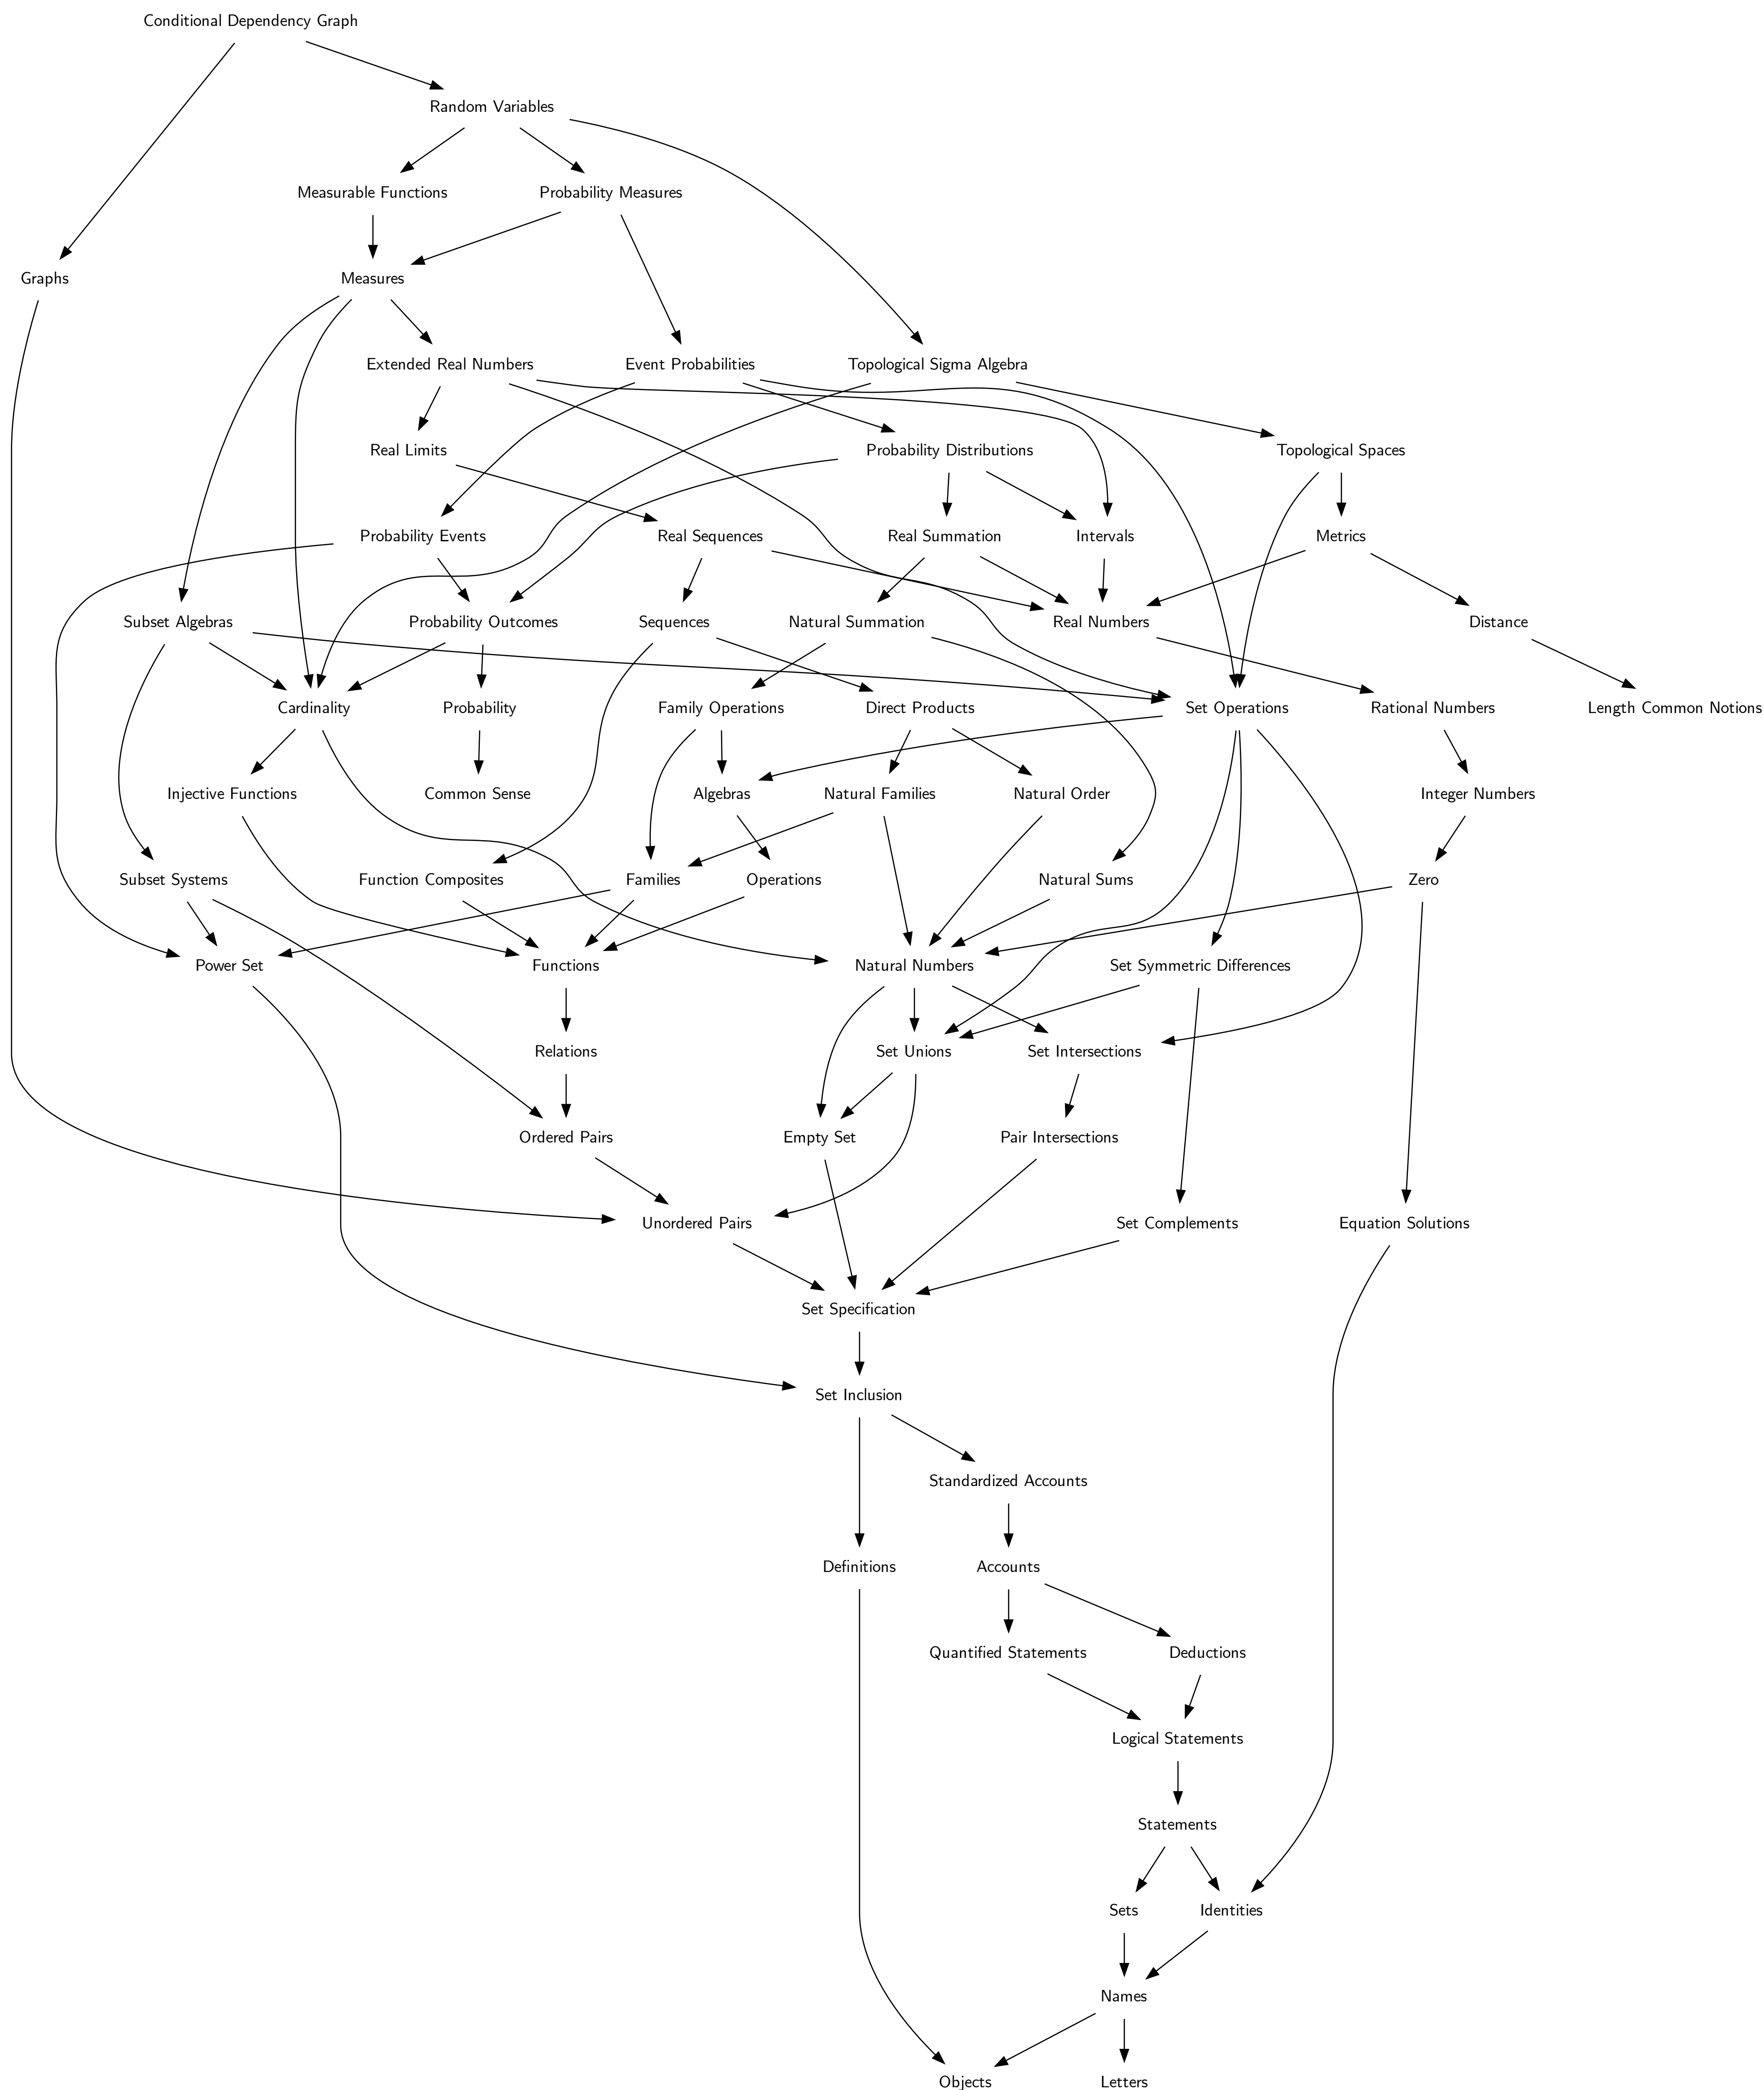 Conditional Dependency Graph
Random Variables
Measurable Functions
Probability Measures
Graphs
Measures
Extended Real Numbers
Event Probabilities
Topological Sigma Algebra
Real Limits
Probability Distributions
Topological Spaces
Probability Events
Real Sequences
Real Summation
Intervals
Metrics
Subset Algebras
Probability Outcomes
Sequences
Natural Summation
Real Numbers
Distance
Cardinality
Probability
Family Operations
Direct Products
Set Operations
Rational Numbers
Length Common Notions
Injective Functions
Common Sense
Algebras
Natural Families
Natural Order
Integer Numbers
Subset Systems
Function Composites
Families
Operations
Natural Sums
Zero
Power Set
Functions
Natural Numbers
Set Symmetric Differences
Relations
Set Unions
Set Intersections
Ordered Pairs
Empty Set
Pair Intersections
Unordered Pairs
Set Complements
Equation Solutions
Set Specification
Set Inclusion
Standardized Accounts
Definitions
Accounts
Quantified Statements
Deductions
Logical Statements
Statements
Sets
Identities
Names
Objects
Letters